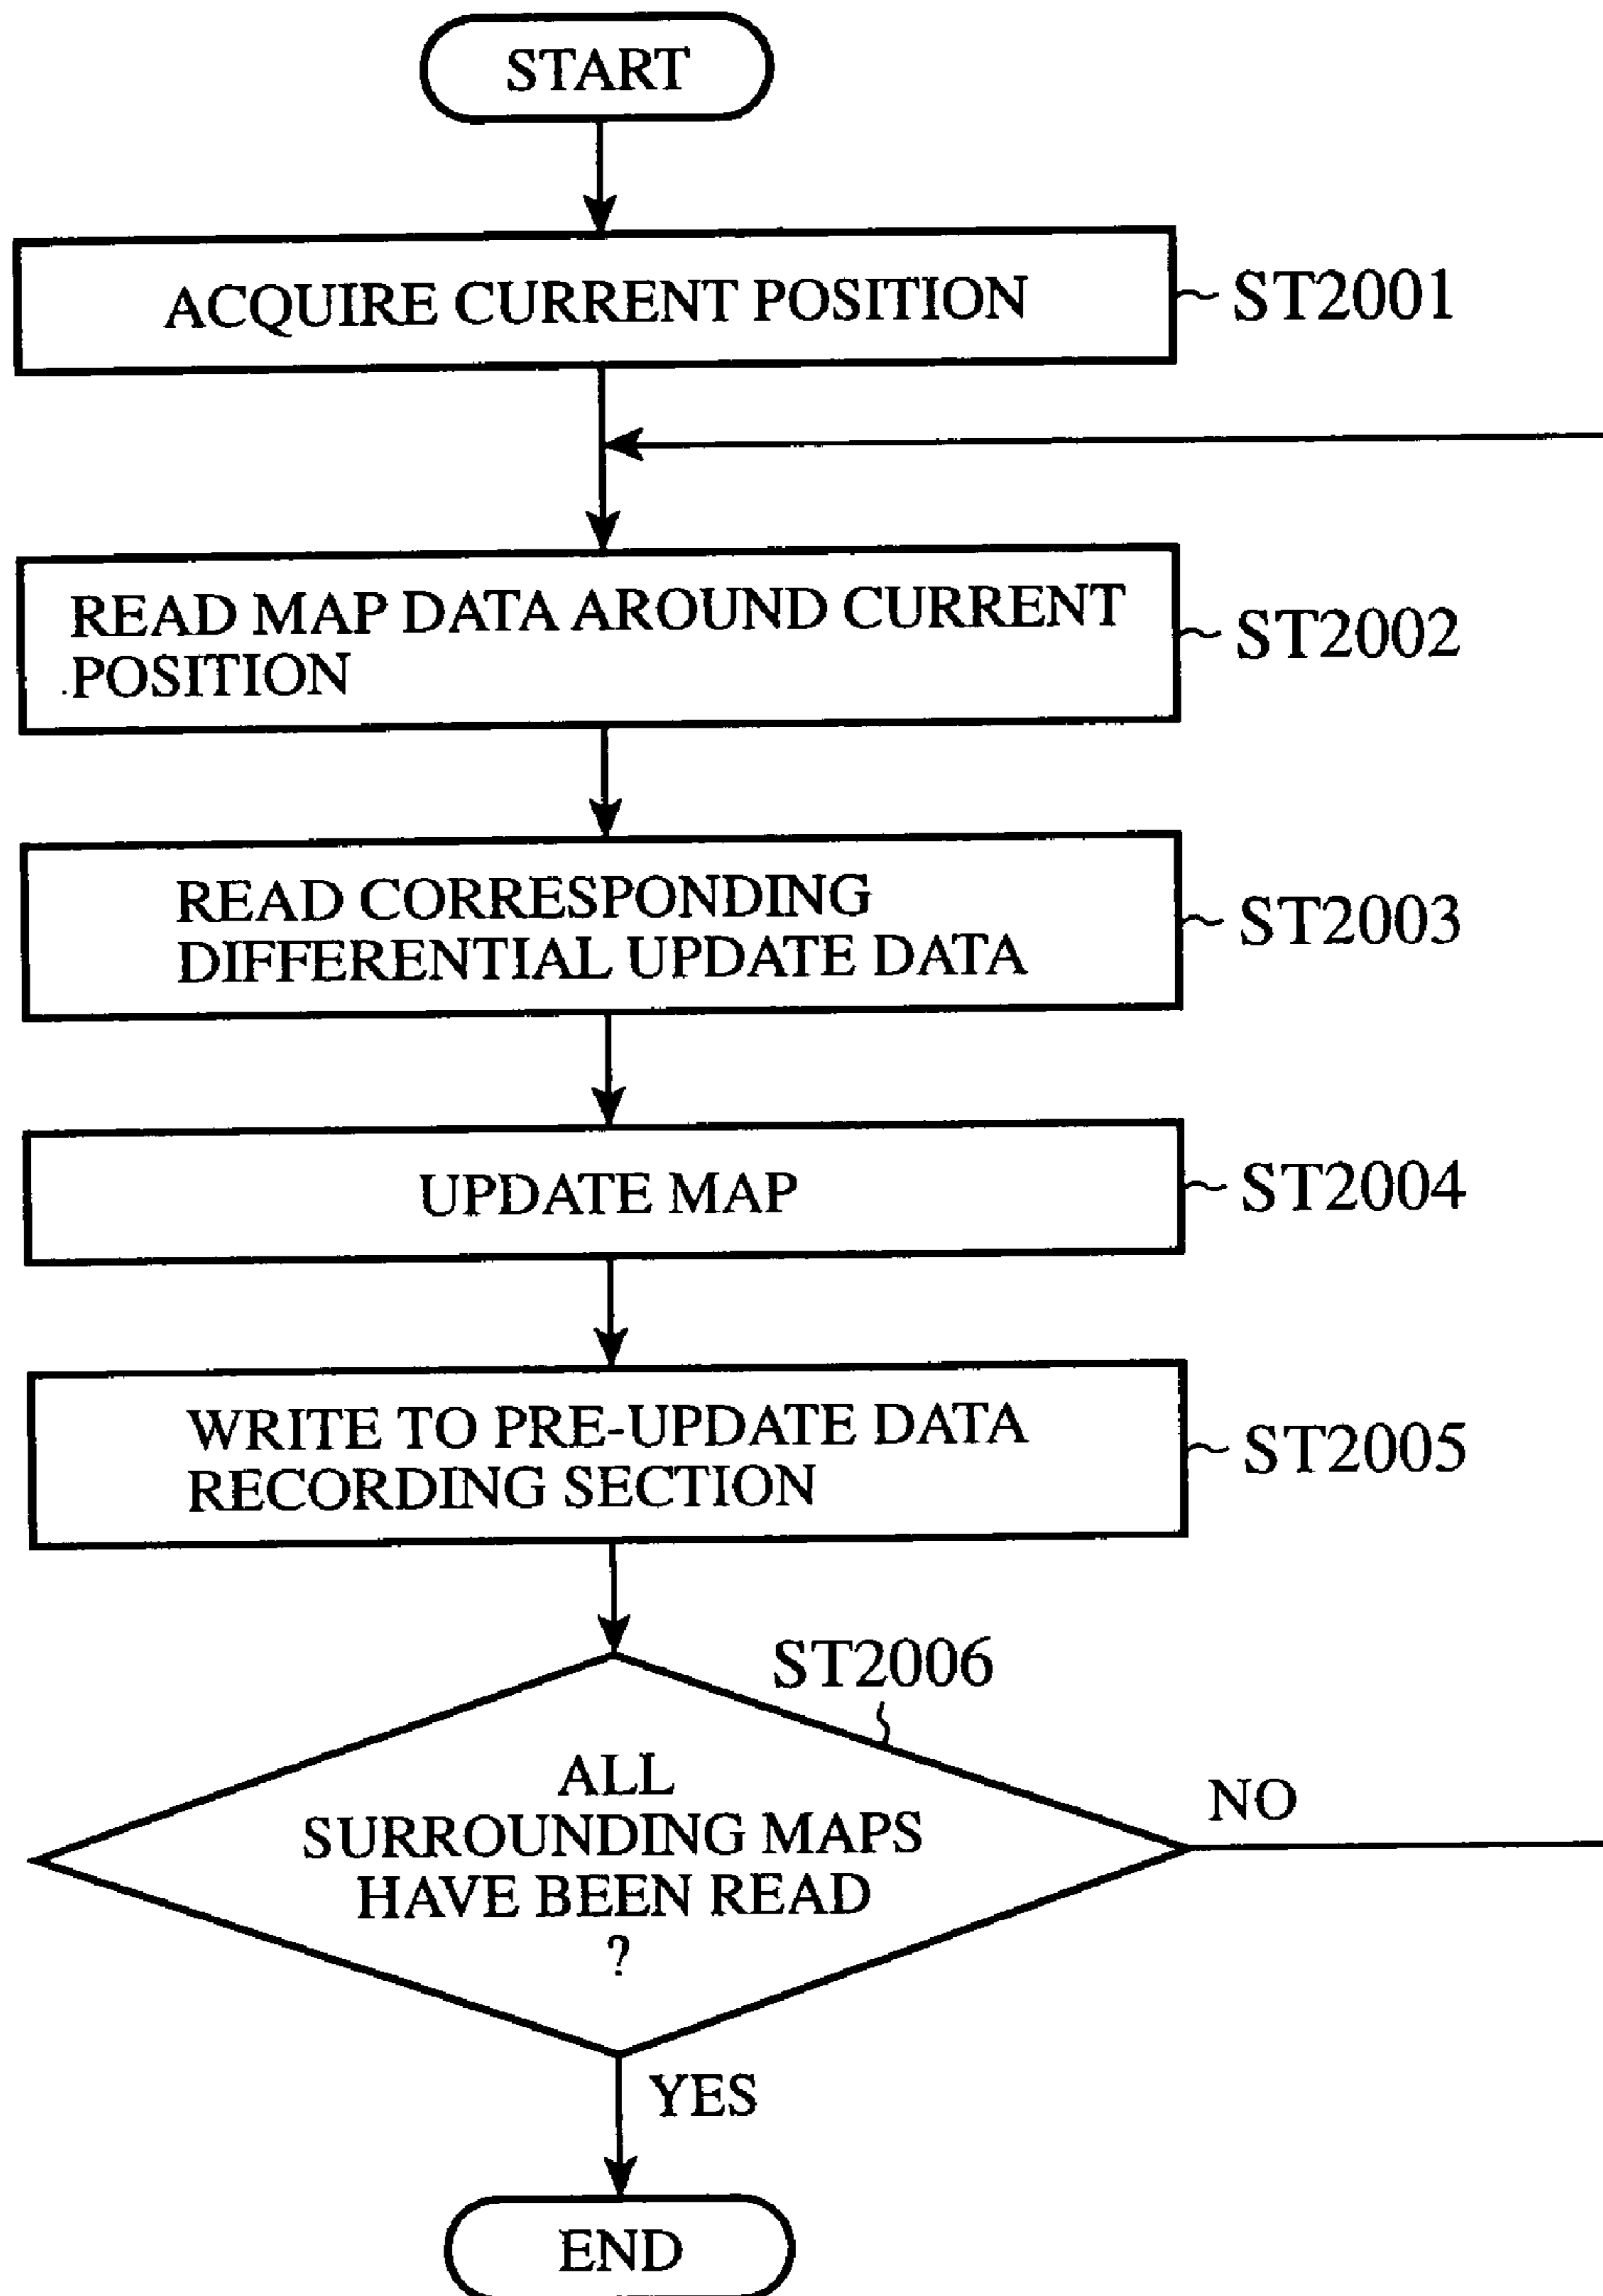 START
ACQUIRE CURRENT POSITION
ST2001
READ MAP DATA AROUND CURRENT
POSITION
ST2002
READ CORRESPONDING
DIFFERENTIAL UPDATE DATA
ST2003
UPDATE MAP
ST2004
WRITE TO PRE-UPDATE DATA
RECORDING SECTION
ST2005
ST2006
ALL
SURROUNDING MAPS
HAVE BEEN READ
?
NO
YES
END